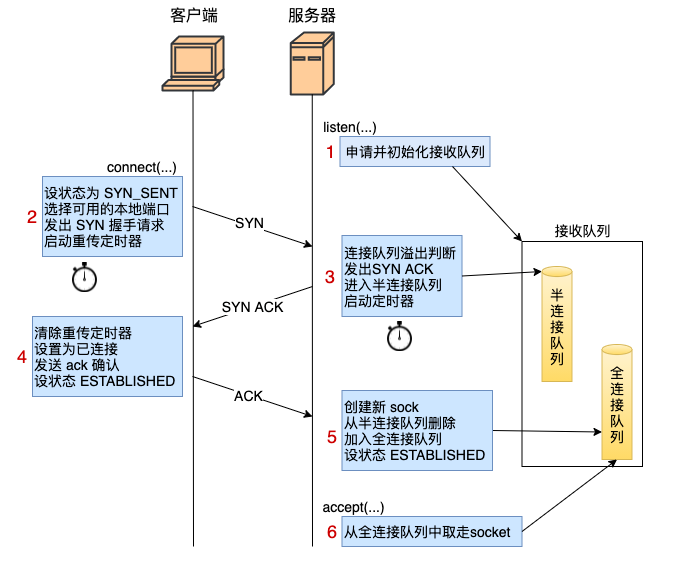 客户端
服务器
listen(...)
1
申请并初始化接收队列
connect(...)
2
设状态为 SYN_SENT
选择可用的本地端口
发出 SYN 握手请求
启动重传定时器
SYN
接收队列
3
连接队列溢出判断
发出SYN ACK
进入半连接队列
启动定时器
半连接队列
SYN ACK
4
清除重传定时器
设置为已连接
发送 ack 确认
设状态 ESTABLISHED
全连接队列
ACK
5
创建新 sock
从半连接队列删除
加入全连接队列
设状态 ESTABLISHED
accept(...)
6
从全连接队列中取走socket